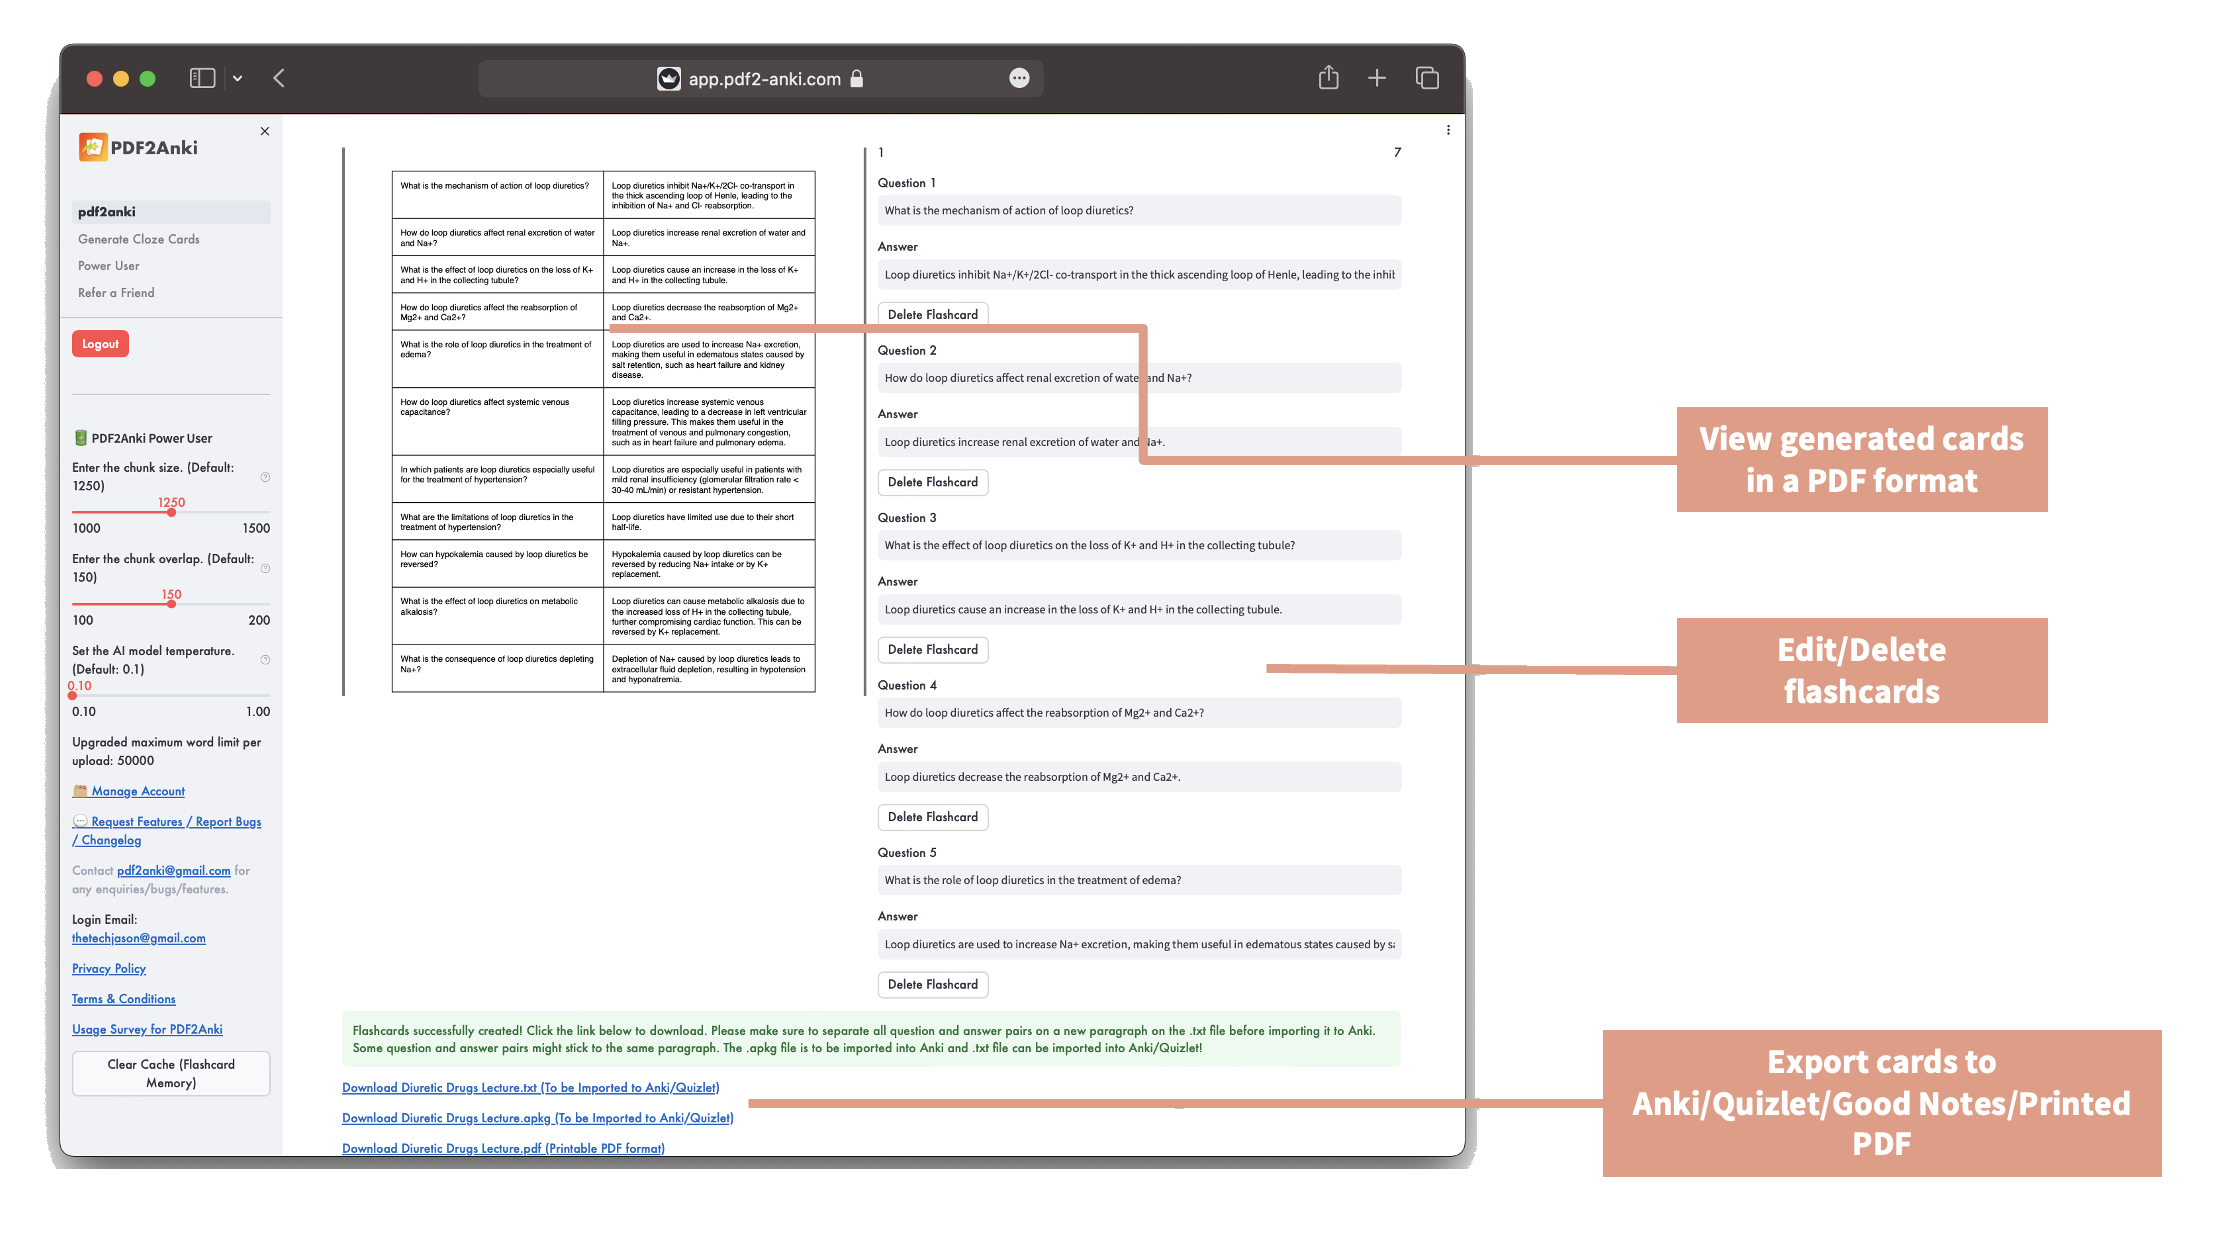 app.pdf2-anki.com
PDF2Anki
pdf2anki
Generate Cloze Cards
Power User
Refer a Friend
Logout
PDF2Anki Power User
Enter the chunk size. (Default:
1250)
1250
1000 1500
Enter the chunk overlap. (Default:
150)
150
100 200
Set the AI model temperature.
(Default: 0.1)
0.10
0.10 1.00
Upgraded maximum word limit per
upload: 50000
Manage Account
Request Features / Report Bugs
/ Changelog
Contact pdf2anki@gmail.com for
any enquiries/bugs/features.
Login Email:
thetechjason@gmail.com
Privacy Policy
Terms & Conditions
Usage Survey for PDF2Anki
Clear Cache (Flashcard
Memory)
What is the mechanism of action of loop diuretics?
Loop diuretics inhibit Na+/K+/2Cl- co-transport in
the thick ascending loop of Henle, leading to the
inhibition of Na+ and Cl- reabsorption.
How do loop diuretics affect renal excretion of water
and Na+?
Loop diuretics increase renal excretion of water and
Na+.
What is the effect of loop diuretics on the loss of K+
and H+ in the collecting tubule?
Loop diuretics cause an increase in the loss of K+
and H+ in the collecting tubule.
How do loop diuretics affect the reabsorption of
Mg2+ and Ca2+?
Loop diuretics decrease the reabsorption of Mg2+
and Ca2+.
What is the role of loop diuretics in the treatment of
edema?
Loop diuretics are used to increase Na+ excretion,
making them useful in edematous states caused by
salt retention, such as heart failure and kidney
disease.
How do loop diuretics affect systemic venous
capacitance?
Loop diuretics increase systemic venous
capacitance, leading to a decrease in left ventricular
filling pressure. This makes them useful in the
treatment of venous and pulmonary congestion,
such as in heart failure and pulmonary edema.
In which patients are loop diuretics especially useful
for the treatment of hypertension?
Loop diuretics are especially useful in patients with
mild renal insufficiency (glomerular filtration rate <
30-40 mL/min) or resistant hypertension.
What are the limitations of loop diuretics in the
treatment of hypertension?
Loop diuretics have limited use due to their short
half-life.
How can hypokalemia caused by loop diuretics be
reversed?
Hypokalemia caused by loop diuretics can be
reversed by reducing Na+ intake or by K+
replacement.
What is the effect of loop diuretics on metabolic
alkalosis?
Loop diuretics can cause metabolic alkalosis due to
the increased loss of H+ in the collecting tubule,
further compromising cardiac function. This can be
reversed by K+ replacement.
What is the consequence of loop diuretics depleting
Na+?
Depletion of Na+ caused by loop diuretics leads to
extracellular fluid depletion, resulting in hypotension
and hyponatremia.
1 7
Question 1
What is the mechanism of action of loop diuretics?
Answer
Loop diuretics inhibit Na+/K+/2Cl- co-transport in the thick ascending loop of Henle, leading to the inhib
Delete Flashcard
Question 2
How do loop diuretics affect renal excretion of water and Na+?
Answer
Loop diuretics increase renal excretion of water and Na+.
Delete Flashcard
Question 3
What is the effect of loop diuretics on the loss of K+ and H+ in the collecting tubule?
Answer
Loop diuretics cause an increase in the loss of K+ and H+ in the collecting tubule.
Delete Flashcard
Question 4
How do loop diuretics affect the reabsorption of Mg2+ and Ca2+?
Answer
Loop diuretics decrease the reabsorption of Mg2+ and Ca2+.
Delete Flashcard
Question 5
What is the role of loop diuretics in the treatment of edema?
Answer
Loop diuretics are used to increase Na+ excretion, making them useful in edematous states caused by sa
Delete Flashcard
Flashcards successfully created! Click the link below to download. Please make sure to separate all question and answer pairs on a new paragraph on the .txt file before importing it to Anki.
Some question and answer pairs might stick to the same paragraph. The .apkg file is to be imported into Anki and .txt file can be imported into Anki/Quizlet!
Download Diuretic Drugs Lecture.txt (To be Imported to Anki/Quizlet)
Download Diuretic Drugs Lecture.apkg (To be Imported to Anki/Quizlet)
Download Diuretic Drugs Lecture.pdf (Printable PDF format)
View generated cards
in a PDF format
Edit/Delete
flashcards
Export cards to
Anki/Quizlet/Good Notes/Printed
PDF